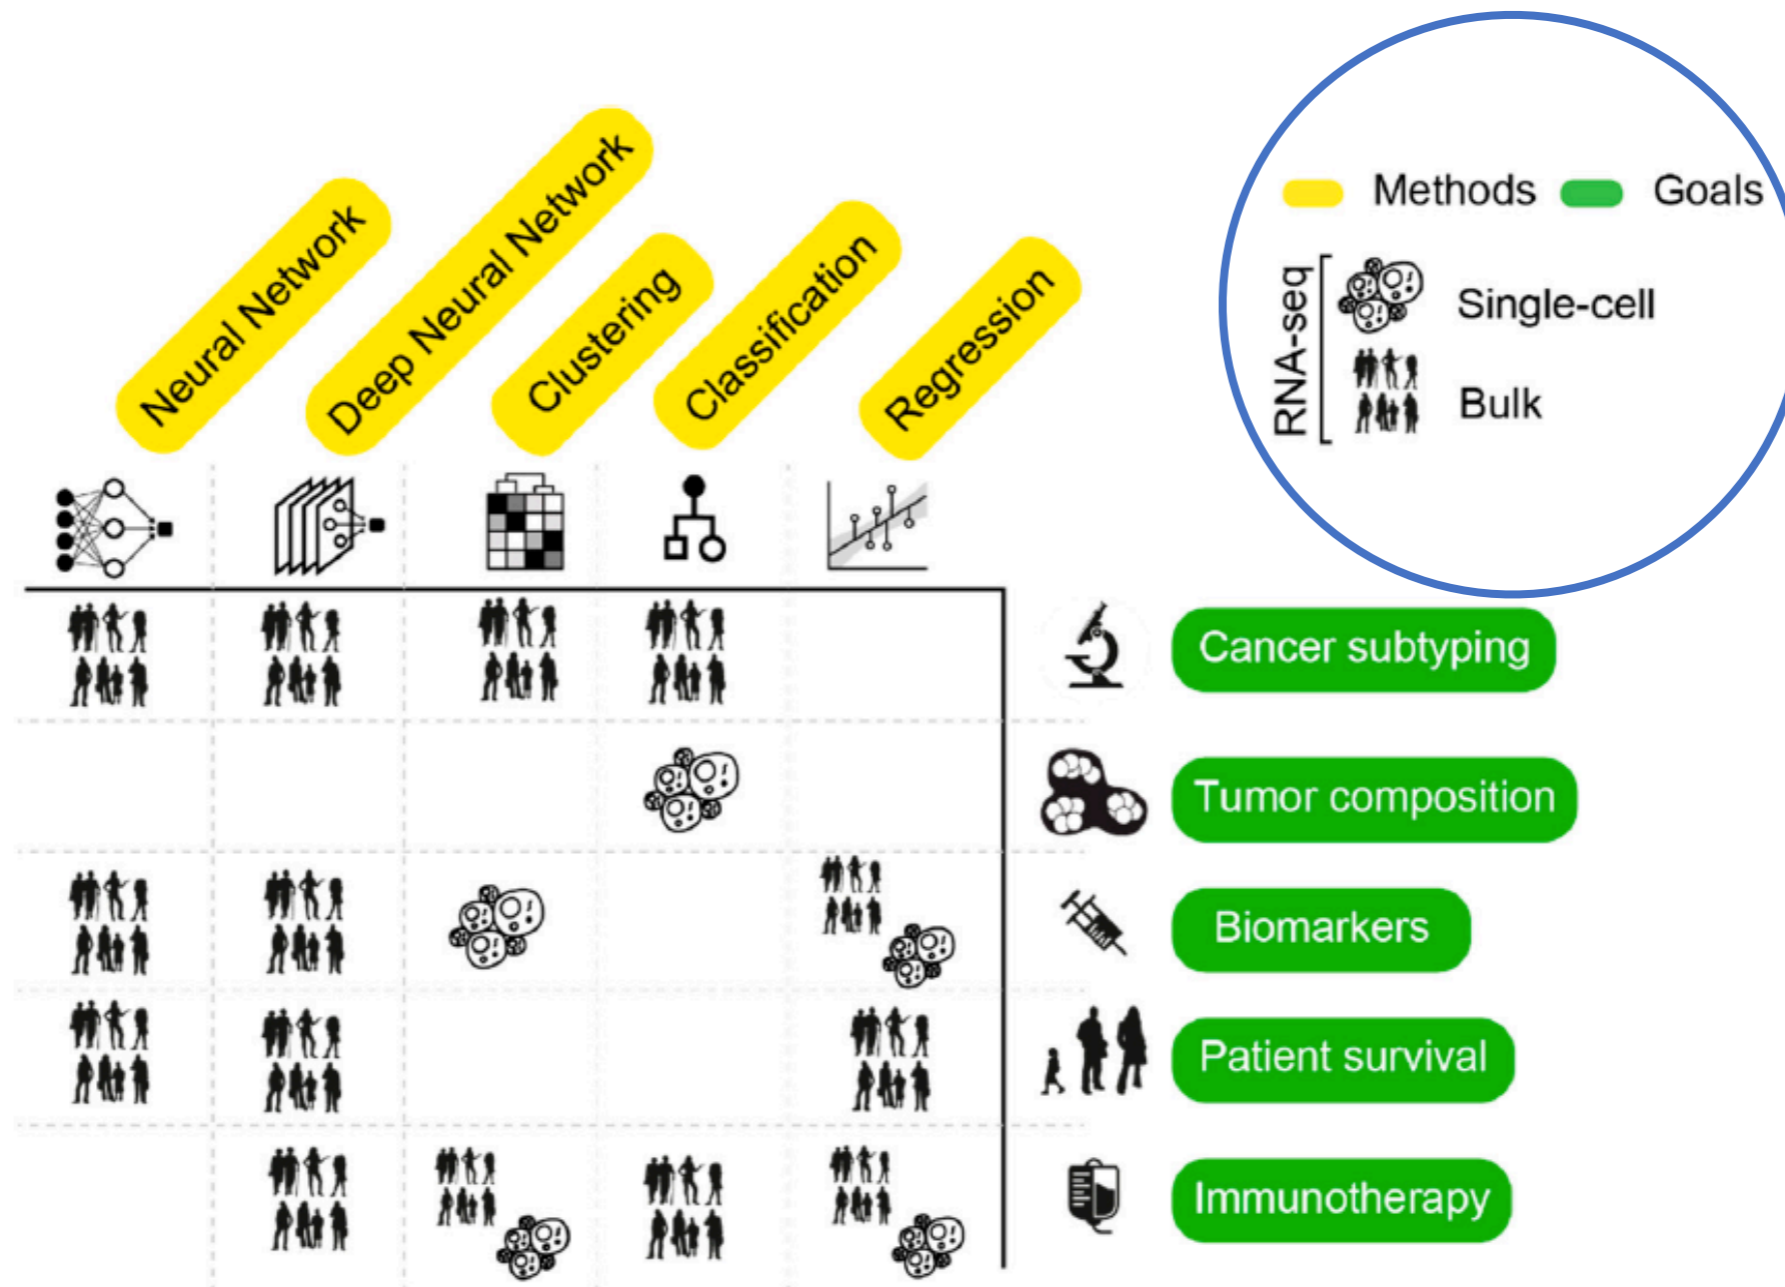 Neural Network
Deep Neural Network
Clustering
Classification
Regression
Methods Goals
RNA-seq
Single-cell
Bulk
Cancer subtyping
Tumor composition
Biomarkers
Patient survival
Immunotherapy